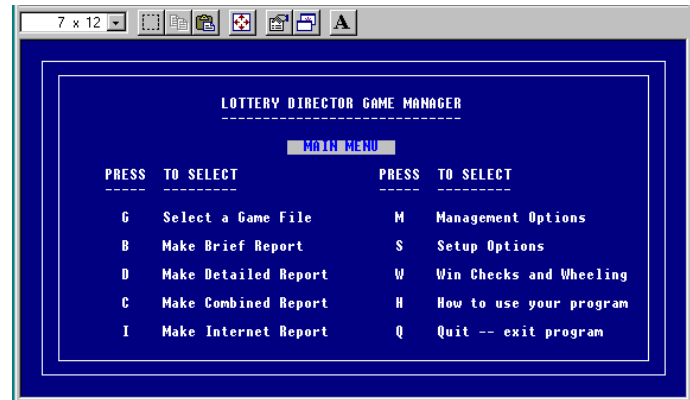 7 x 12
A
LOTTERY DIRECTOR GAME MANAGER
------------------------------
MAIN MENU
PRESS TO SELECT PRESS TO SELECT
----- --------- ----- ---------
G Select a Game File M Management Options
B Make Brief Report S Setup Options
D Make Detailed Report W Win Checks and Wheeling
C Make Combined Report H How to use your program
I Make Internet Report Q Quit -- exit program